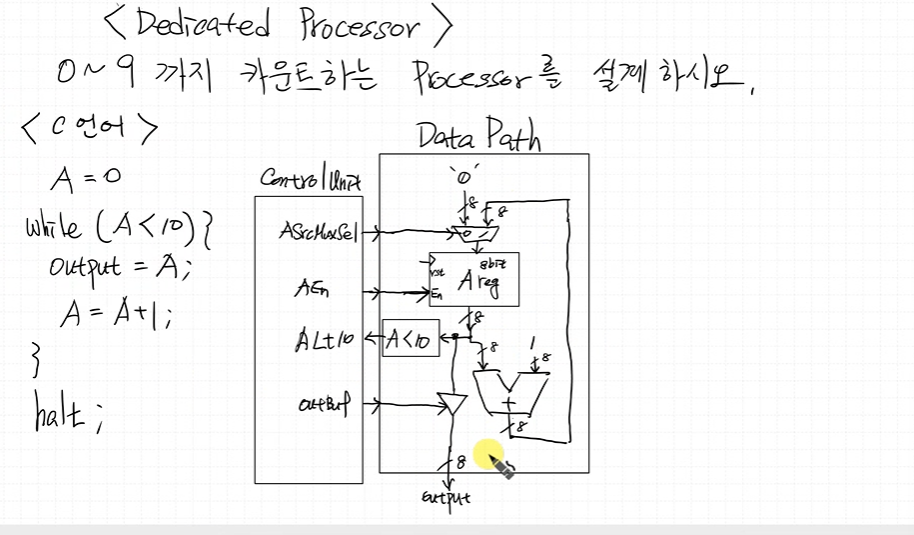 <Dedicated Processor>
0~9 까지 카운트하는 Processor를 설계하시오.
<C언어>
A=0
while (A<10){
output = A;
A = A+1;
}
halt;
Data Path
Control Unit
'0'
8 8
ASrcMuxSel
0 1
8bit
rst
A reg
AEn
En
8
ALt10
A<10
8
1
8
+
OutBuf
8
8
output